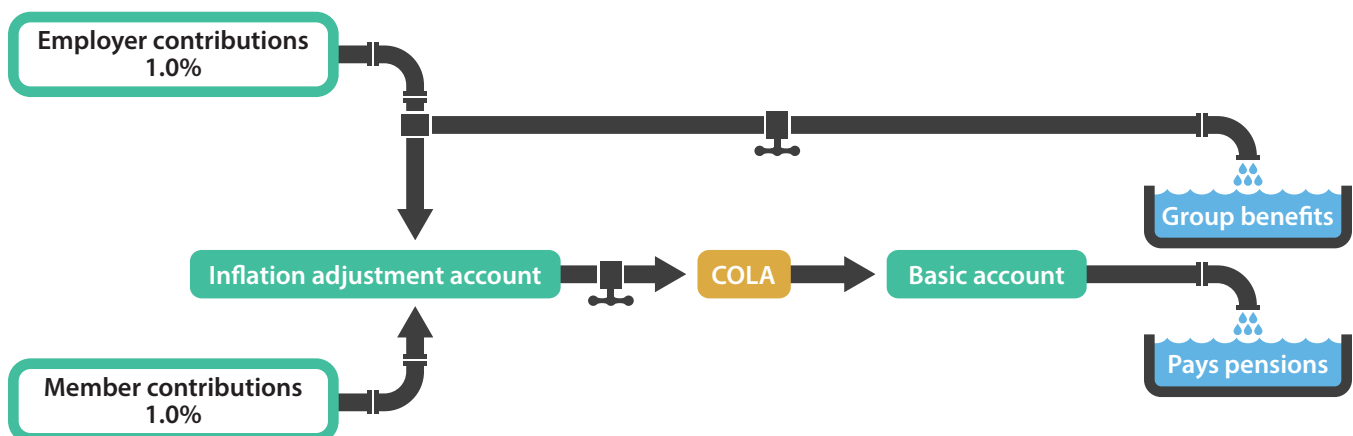 Employer contributions
1.0%
Group benefits
Inflation adjustment account
COLA
Basic account
Pays pensions
Member contributions
1.0%